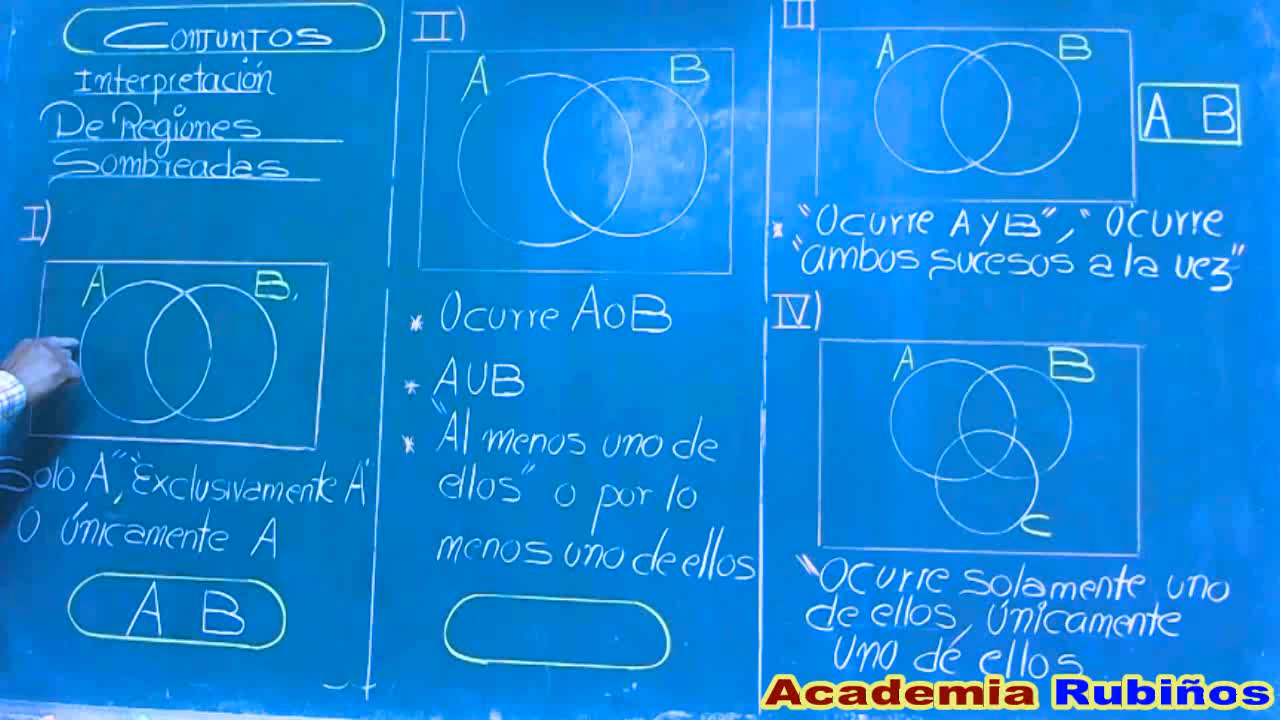 Conjuntos
Interpretación
De Regiones
Sombreadas
I)
A B.
Solo A", "Exclusivamente A"
O únicamente A
A B
II)
A B
* Ocurre A o B
* A U B
* "Al menos uno de
ellos" o por lo
menos uno de ellos
III
A B
A B
* "Ocurre A y B", "Ocurre
"ambos sucesos a la vez"
IV)
A B
C
"Ocurre solamente uno
de ellos, únicamente
uno de ellos
Academia Rubiños